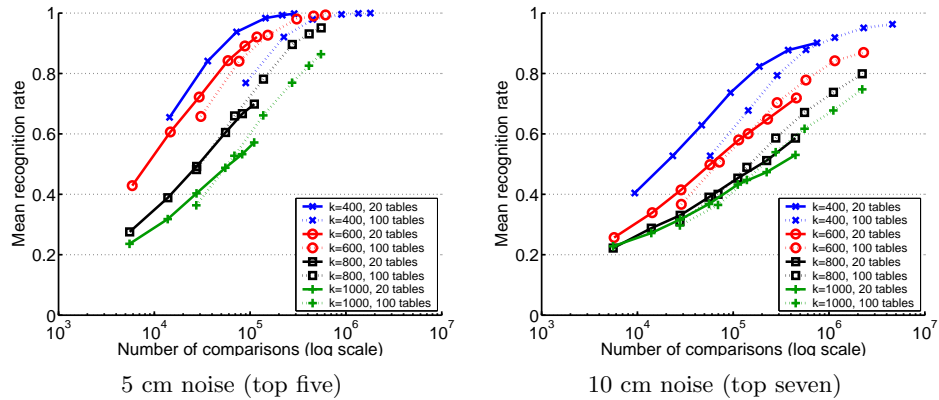 1
0.8
0.6
0.4
0.2
0
Mean recognition rate
10^3
10^4
10^5
10^6
10^7
Number of comparisons (log scale)
k=400, 20 tables
k=400, 100 tables
k=600, 20 tables
k=600, 100 tables
k=800, 20 tables
k=800, 100 tables
k=1000, 20 tables
k=1000, 100 tables
5 cm noise (top five)
1
0.8
0.6
0.4
0.2
0
Mean recognition rate
10^3
10^4
10^5
10^6
10^7
Number of comparisons (log scale)
k=400, 20 tables
k=400, 100 tables
k=600, 20 tables
k=600, 100 tables
k=800, 20 tables
k=800, 100 tables
k=1000, 20 tables
k=1000, 100 tables
10 cm noise (top seven)